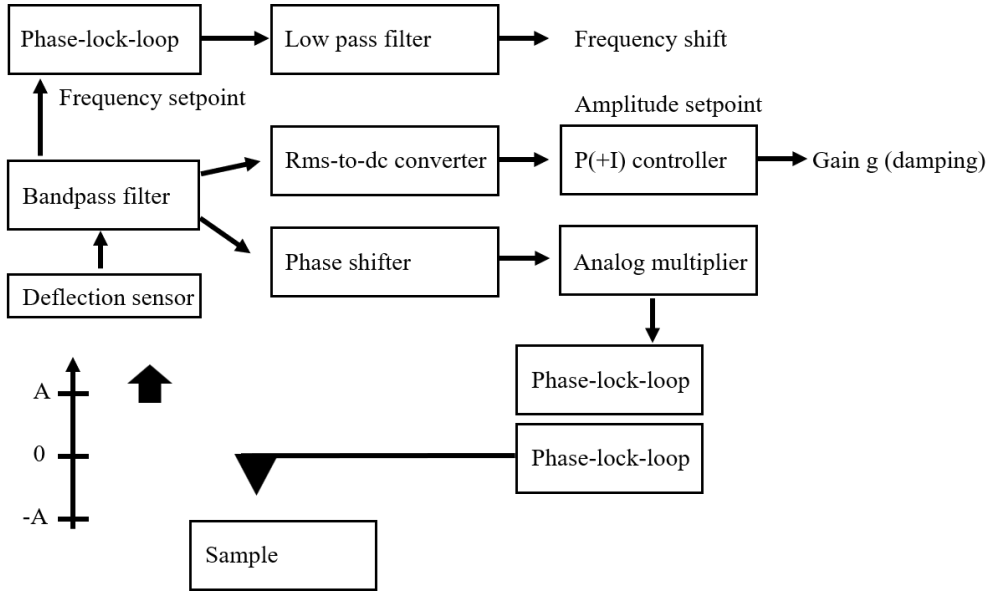 Phase-lock-loop
Low pass filter
Frequency shift
Frequency setpoint
Amplitude setpoint
Rms-to-dc converter
P(+I) controller
Gain g (damping)
Bandpass filter
Phase shifter
Analog multiplier
Deflection sensor
Phase-lock-loop
A
0
Phase-lock-loop
-A
Sample